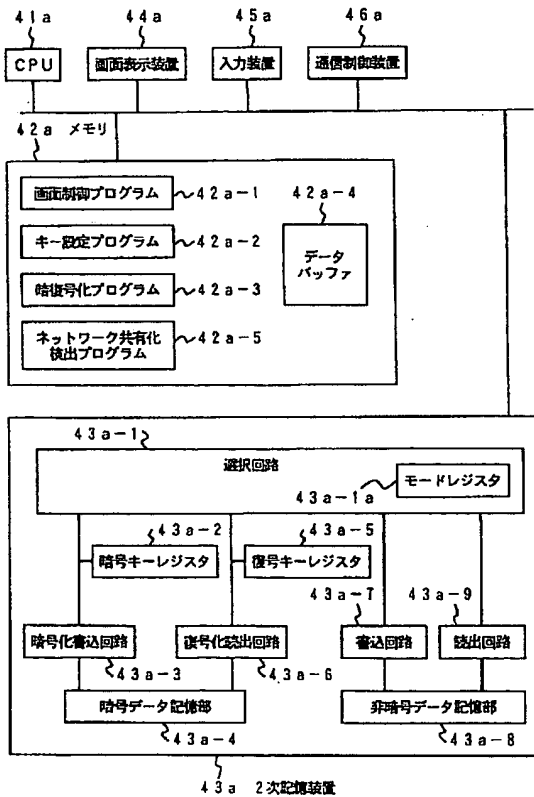 41a 44a 45a 46a
CPU 画面表示装置 入力装置 通信制御装置
42a メモリ
画面制御プログラム 42a-1
42a-4
キー設定プログラム 42a-2
データ
バッファ
暗復号化プログラム 42a-3
ネットワーク共有化
検出プログラム 42a-5
43a-1
選択回路
43a-1a モードレジスタ
43a-2 43a-5
暗号キーレジスタ 復号キーレジスタ
43a-7 43a-9
暗号化書込回路 復号化読出回路 書込回路 読出回路
43a-3 43a-6
暗号データ記憶部 非暗号データ記憶部
43a-4 43a-8
43a 2次記憶装置